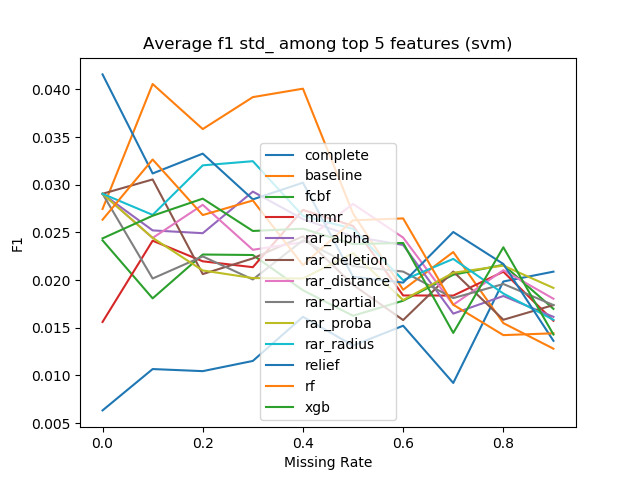 Average f1 std_ among top 5 features (svm)
0.040
0.035
0.030
0.025
0.020
0.015
0.010
0.005
F1
complete
baseline
fcbf
mrmr
rar_alpha
rar_deletion
rar_distance
rar_partial
rar_proba
rar_radius
relief
rf
xgb
0.0 0.2 0.4 0.6 0.8
Missing Rate